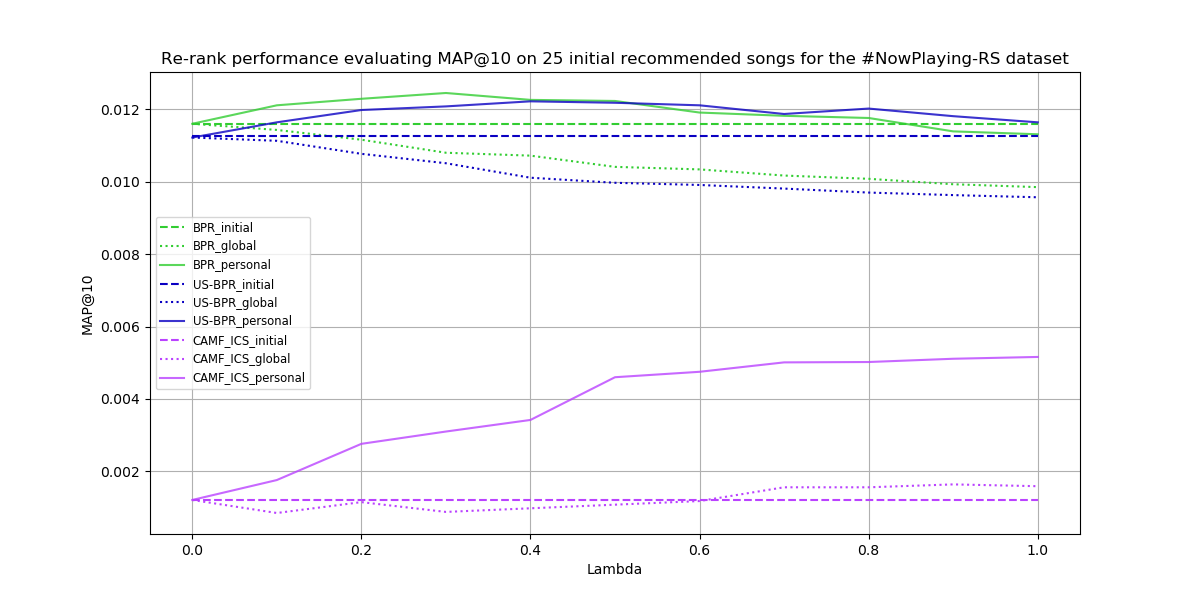 Re-rank performance evaluating MAP@10 on 25 initial recommended songs for the #NowPlaying-RS dataset
0.012
0.010
0.008
0.006
0.004
0.002
MAP@10
BPR_initial
BPR_global
BPR_personal
US-BPR_initial
US-BPR_global
US-BPR_personal
CAMF_ICS_initial
CAMF_ICS_global
CAMF_ICS_personal
0.0 0.2 0.4 0.6 0.8 1.0
Lambda